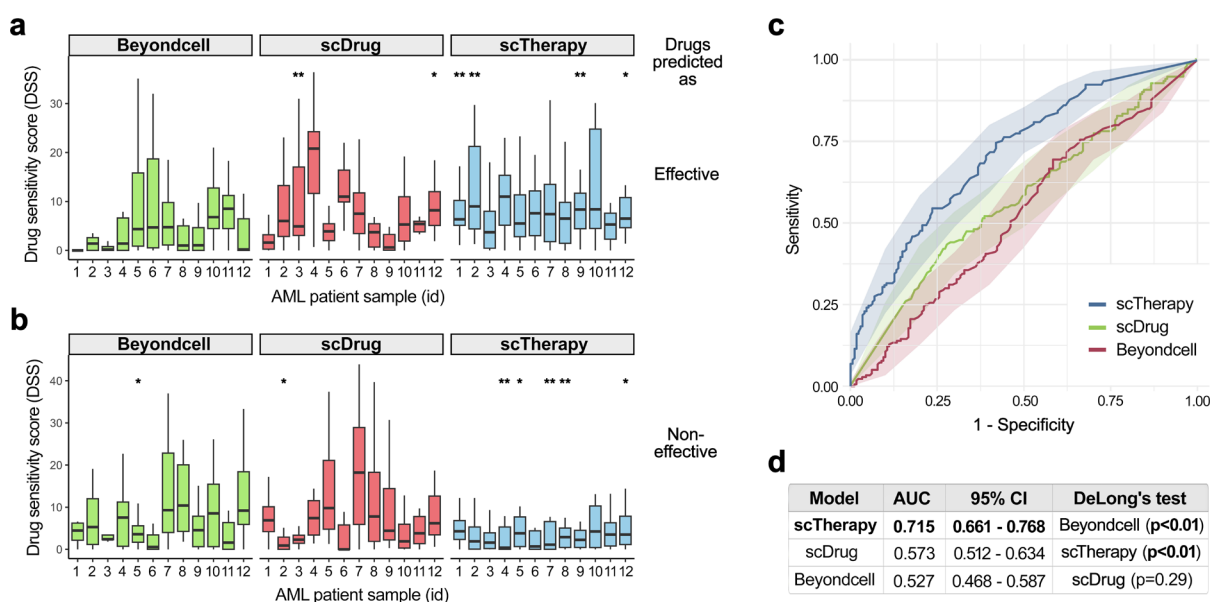 a
Beyondcell
scDrug
scTherapy
Drugs
predicted
as
Drug sensitivity score (DSS)
30
20
10
0
** * ** ** ** *
Effective
1 2 3 4 5 6 7 8 9 10 11 12
1 2 3 4 5 6 7 8 9 10 11 12
1 2 3 4 5 6 7 8 9 10 11 12
AML patient sample (id)
b
Beyondcell
scDrug
scTherapy
Drug sensitivity score (DSS)
40
30
20
10
0
* * ** * ** ** *
Non-
effective
1 2 3 4 5 6 7 8 9 10 11 12
1 2 3 4 5 6 7 8 9 10 11 12
1 2 3 4 5 6 7 8 9 10 11 12
AML patient sample (id)
c
Sensitivity
1.00
0.75
0.50
0.25
0.00
scTherapy
scDrug
Beyondcell
0.00 0.25 0.50 0.75 1.00
1 - Specificity
d
Model AUC 95% CI DeLong's test
scTherapy 0.715 0.661 - 0.768 Beyondcell (p<0.01)
scDrug 0.573 0.512 - 0.634 scTherapy (p<0.01)
Beyondcell 0.527 0.468 - 0.587 scDrug (p=0.29)